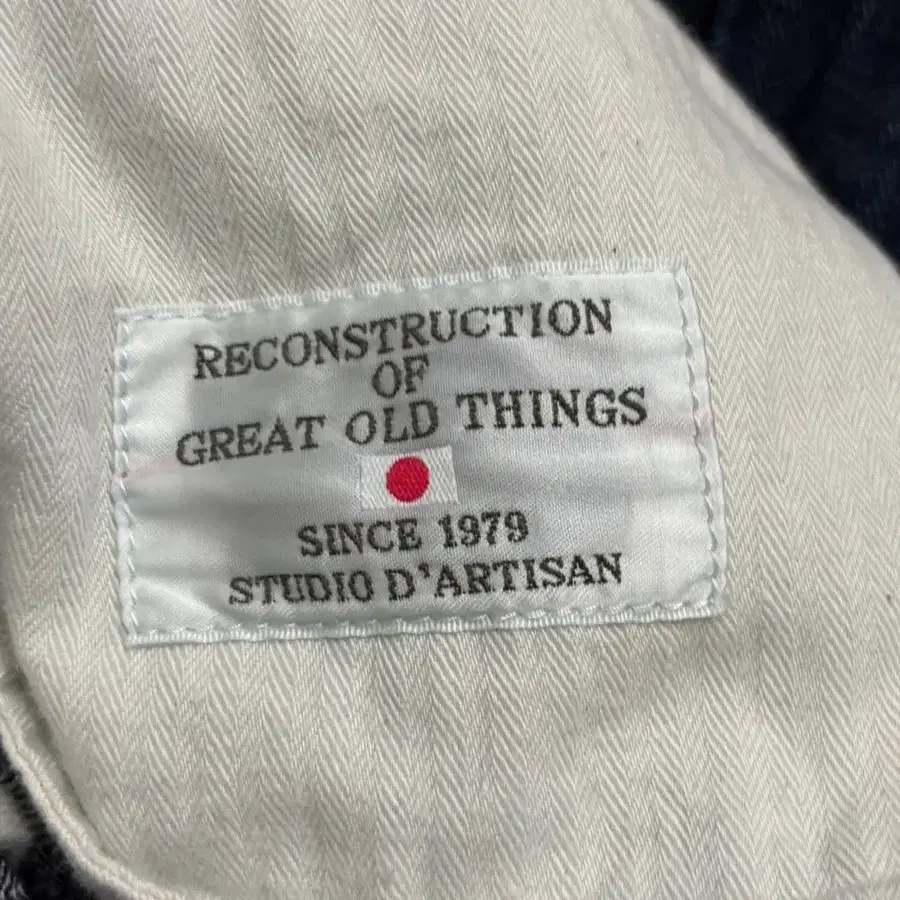 RECONSTRUCTION
OF
GREAT OLD THINGS
SINCE 1979
STUDIO D'ARTISAN